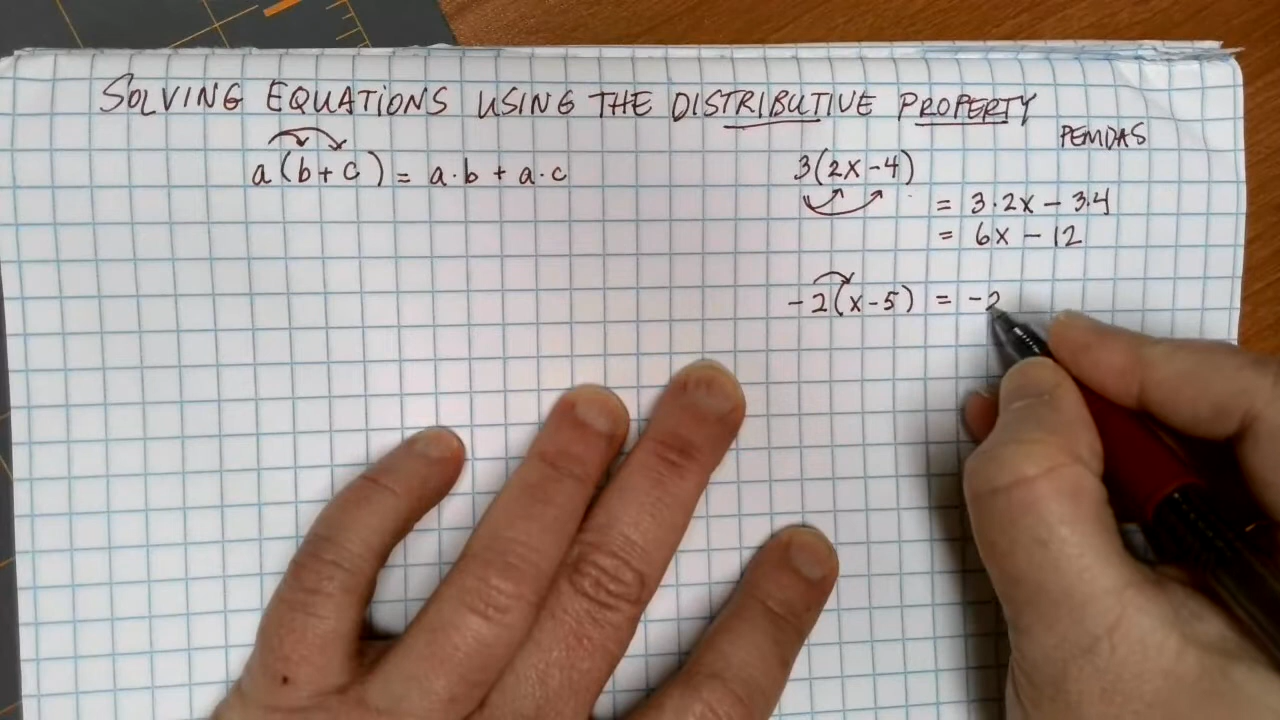 SOLVING EQUATIONS USING THE DISTRIBUTIVE PROPERTY
PEMDAS
a(b+c) = a·b + a·c
3(2x-4)
= 3·2x - 3·4
= 6x - 12
-2(x-5) = -2